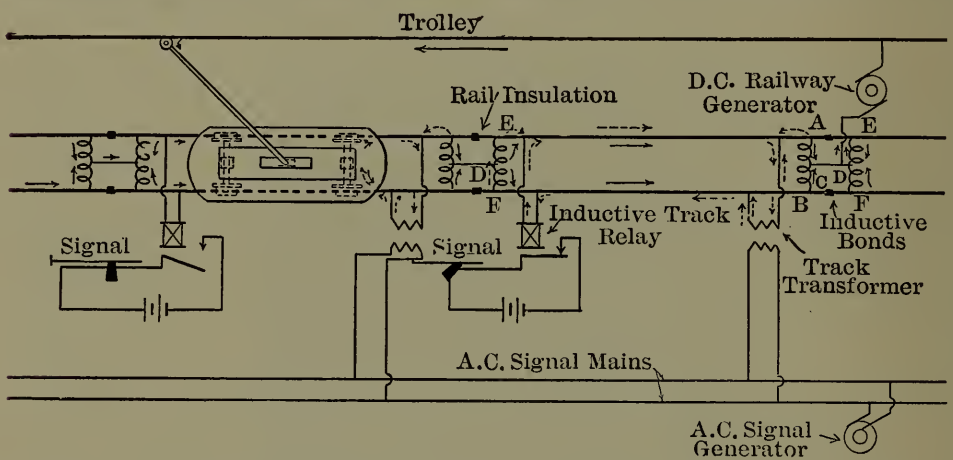 Trolley
D.C. Railway
Generator
Rail Insulation
E
A
E
D
D
C
F
B
F
Inductive Track
Relay
Inductive
Bonds
Signal
Signal
Track
Transformer
A.C. Signal Mains
A.C. Signal
Generator